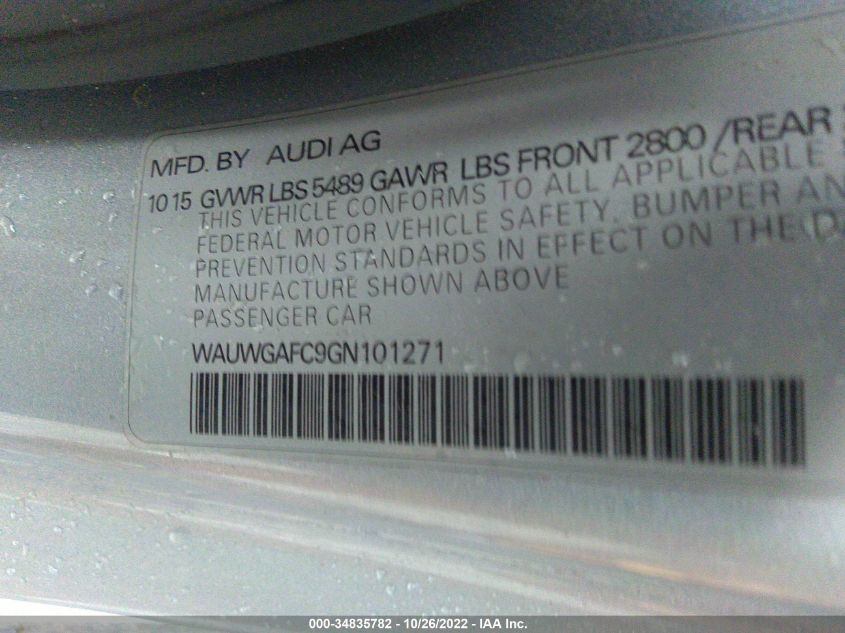 MFD. BY AUDI AG
10 15 GVWR LBS 5489 GAWR LBS FRONT 2800 /REAR
THIS VEHICLE CONFORMS TO ALL APPLICABLE
FEDERAL MOTOR VEHICLE SAFETY, BUMPER AN
PREVENTION STANDARDS IN EFFECT ON THE DA
MANUFACTURE SHOWN ABOVE
PASSENGER CAR
WAUWGAFC9GN101271
000-34835782 - 10/26/2022 - IAA Inc.